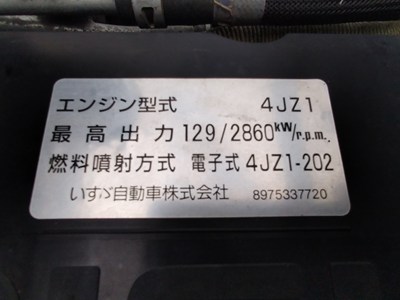 エンジン型式 4JZ1
最高出力 129/2860kW/r.p.m.
燃料噴射方式 電子式 4JZ1-202
いすゞ自動車株式会社 8975337720